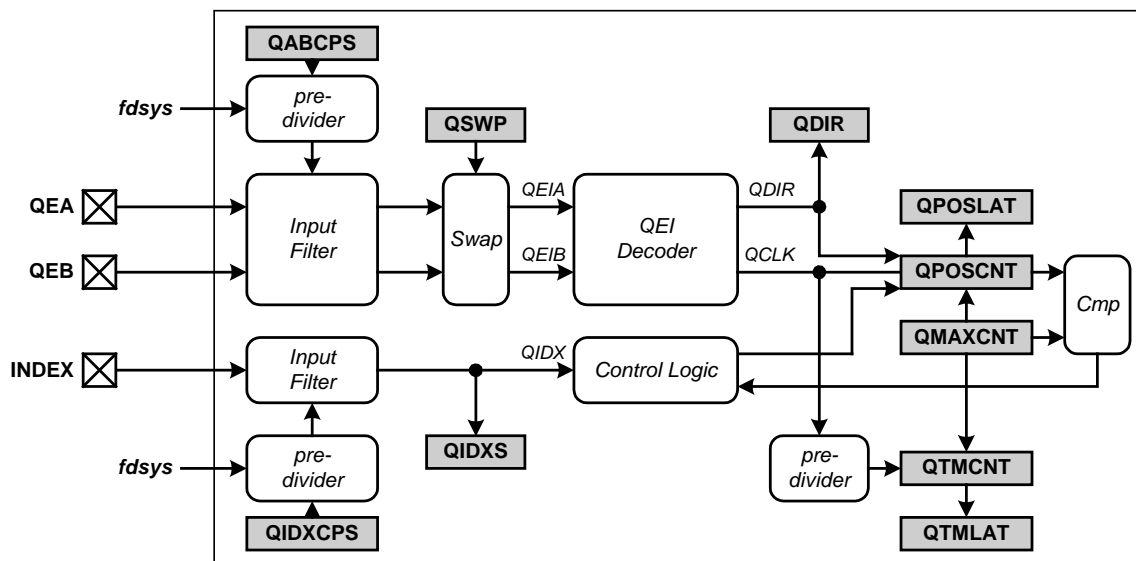 QABCPS
fdsys
pre-
divider
QSWP
QDIR
QEA
QEB
Input
Filter
Swap
QEIA
QEIB
QEI
Decoder
QDIR
QCLK
QPOSLAT
QPOSCNT
QMAXCNT
Cmp
INDEX
Input
Filter
QIDX
Control Logic
fdsys
pre-
divider
QIDXS
pre-
divider
QTMCNT
QIDXCPS
QTMLAT